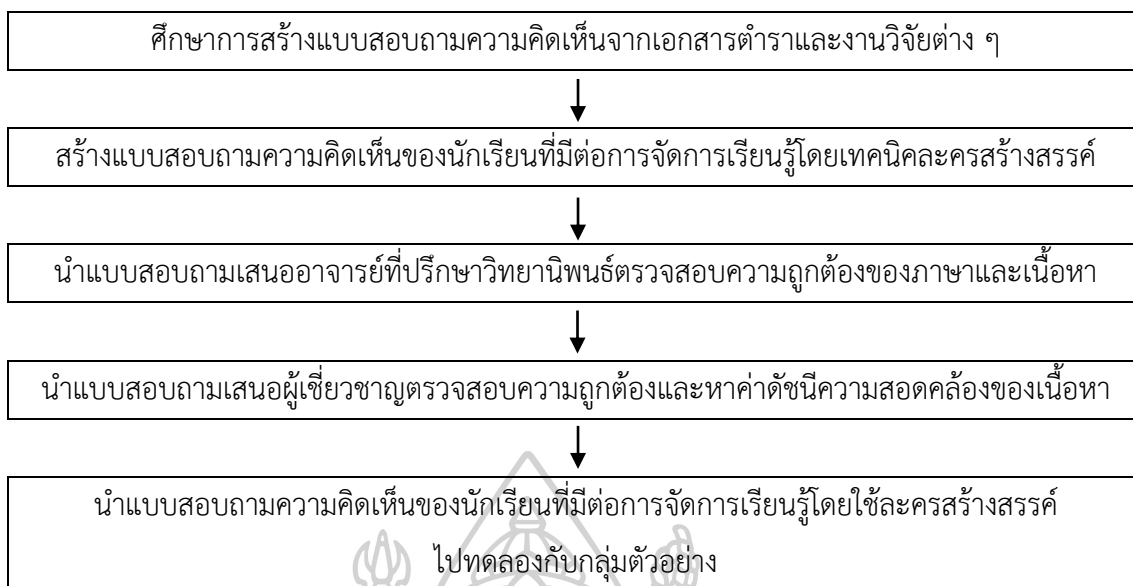 ศึกษาการสร้างแบบสอบถามความคิดเห็นจากเอกสารตำราและงานวิจัยต่าง ๆ
สร้างแบบสอบถามความคิดเห็นของนักเรียนที่มีต่อการจัดการเรียนรู้โดยเทคนิคละครสร้างสรรค์
นำแบบสอบถามเสนออาจารย์ที่ปรึกษาวิทยานิพนธ์ตรวจสอบความถูกต้องของภาษาและเนื้อหา
นำแบบสอบถามเสนอผู้เชี่ยวชาญตรวจสอบความถูกต้องและหาค่าดัชนีความสอดคล้องของเนื้อหา
นำแบบสอบถามความคิดเห็นของนักเรียนที่มีต่อการจัดการเรียนรู้โดยใช้ละครสร้างสรรค์
ไปทดลองกับกลุ่มตัวอย่าง